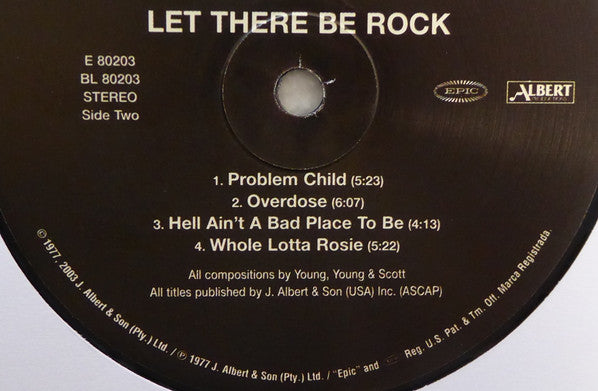 LET THERE BE ROCK
E 80203
BL 80203
STEREO
Side Two
EPIC
ALBERT
PRODUCTIONS
1. Problem Child (5:23)
2. Overdose (6:07)
3. Hell Ain't A Bad Place To Be (4:13)
4. Whole Lotta Rosie (5:22)
All compositions by Young, Young & Scott
All titles published by J. Albert & Son (USA) Inc. (ASCAP)
© 1977, 2003 J. Albert & Son (Pty.) Ltd. / ℗ 1977 J. Albert & Son (Pty.) Ltd. / "Epic" and Reg. U.S. Pat. & Tm. Off. Marca Registrada.